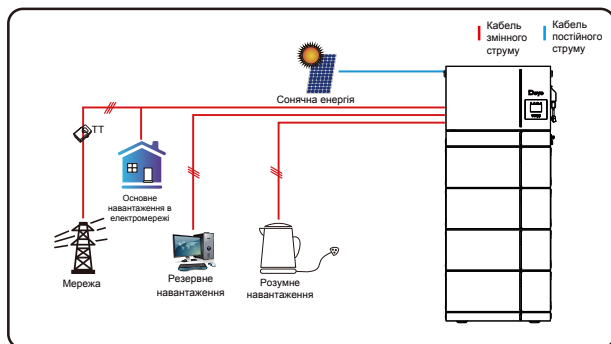 Кабель
змінного
струму
Кабель
постійного
струму
Сонячна енергія
Deye
ТТ
Основне
навантаження в
електромережі
Мережа
Резервне
навантаження
Розумне
навантаження